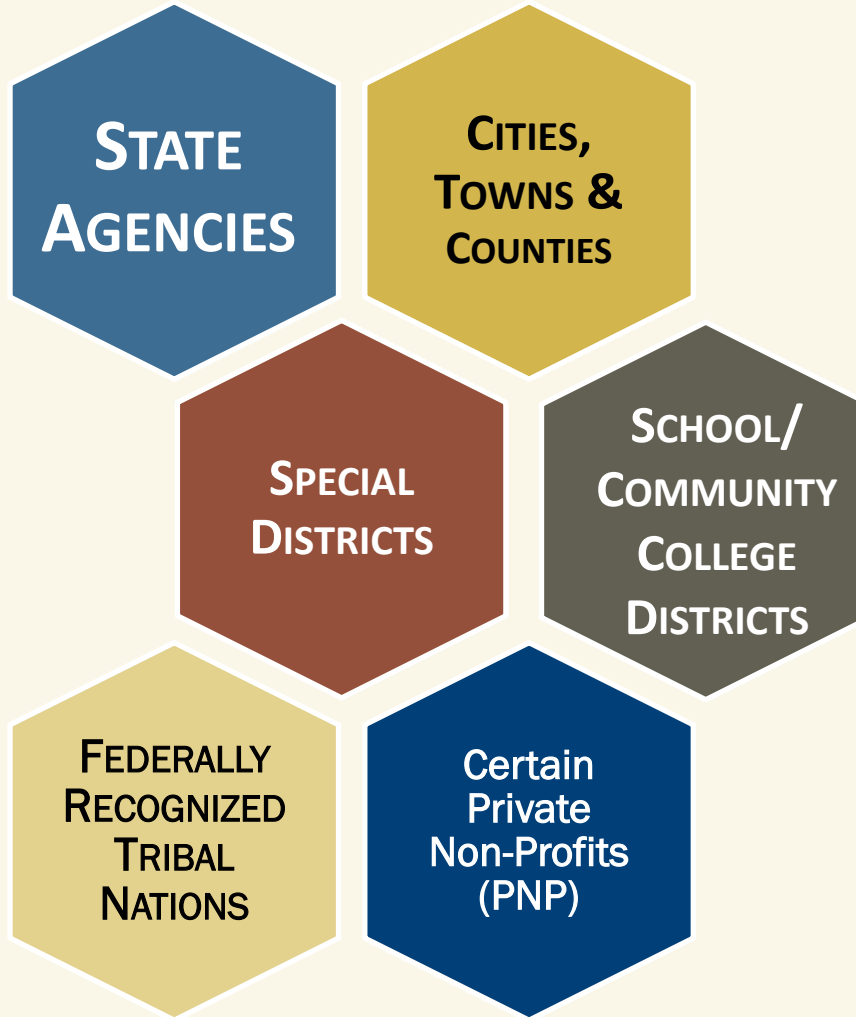 STATE
AGENCIES
CITIES,
TOWNS &
COUNTIES
SPECIAL
DISTRICTS
SCHOOL/
COMMUNITY
COLLEGE
DISTRICTS
FEDERALLY
RECOGNIZED
TRIBAL
NATIONS
Certain
Private
Non-Profits
(PNP)